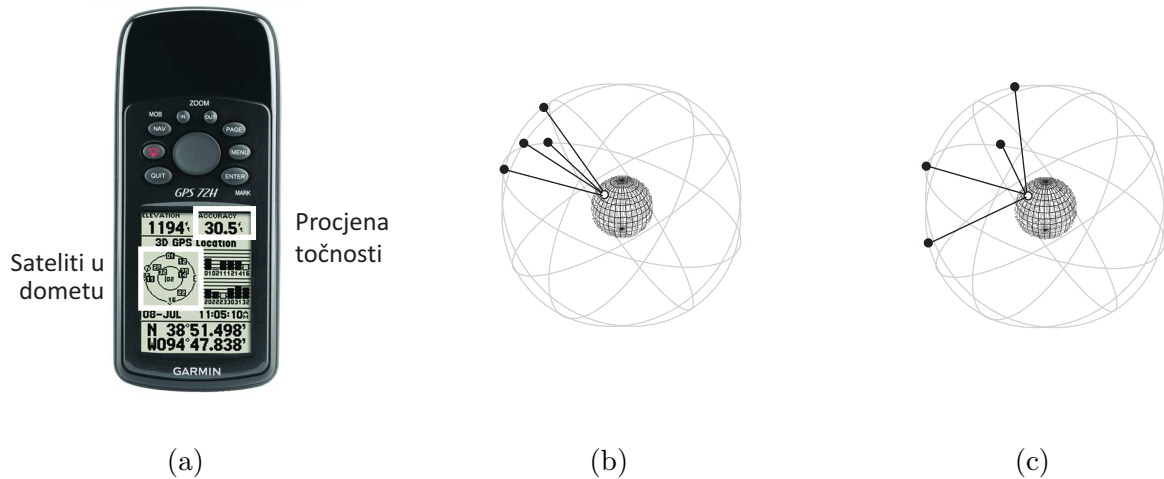 ZOOM
MOB
IN
OUT
NAV
PAGE
MENU
QUIT
ENTER
GPS 72H
MARK
ELEVATION
ACCURACY
1194
30.5
3D GPS Location
08-JUL
11:05:10
N 38°51.498'
W094°47.838'
GARMIN
Procjena
točnosti
Sateliti u
dometu
(a)
(b)
(c)